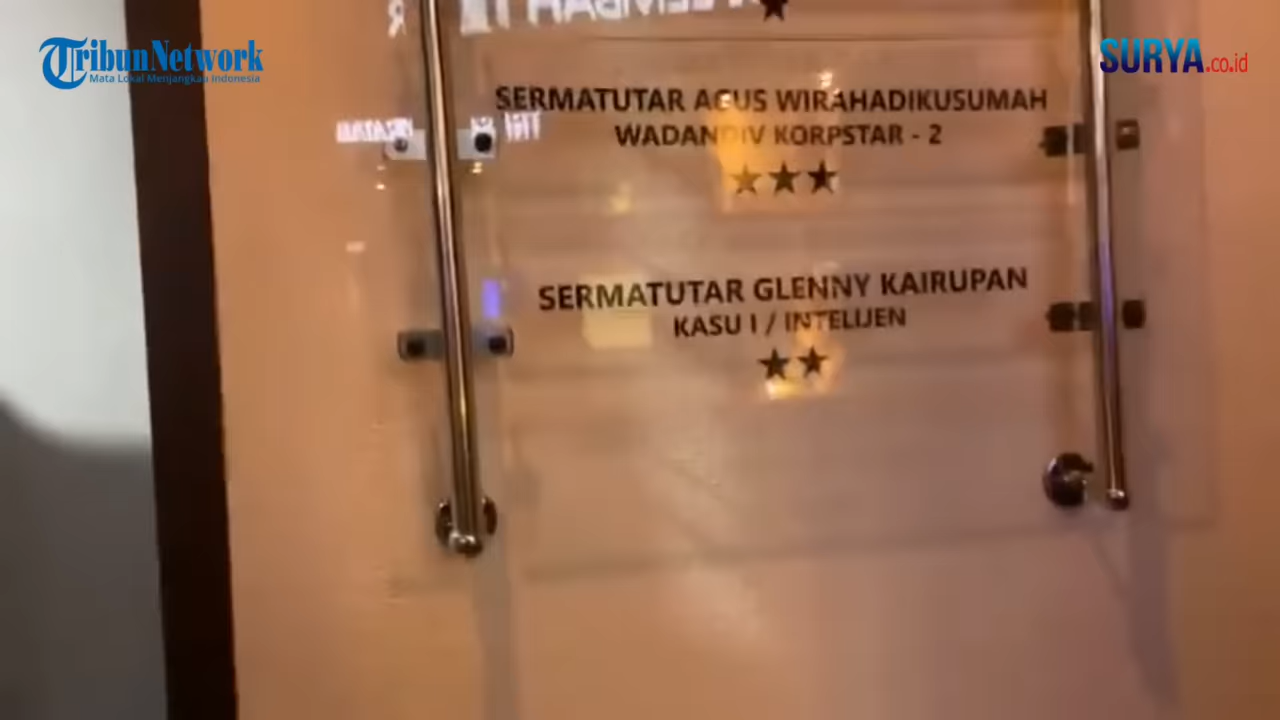 TribunNetwork
Mata Lokal Menjangkau Indonesia
SURYA.co.id
SERMATUTAR AGUS WIRAHADIKUSUMAH
WADANDIV KORPSTAR - 2
SERMATUTAR GLENNY KAIRUPAN
KASU I / INTELIJEN